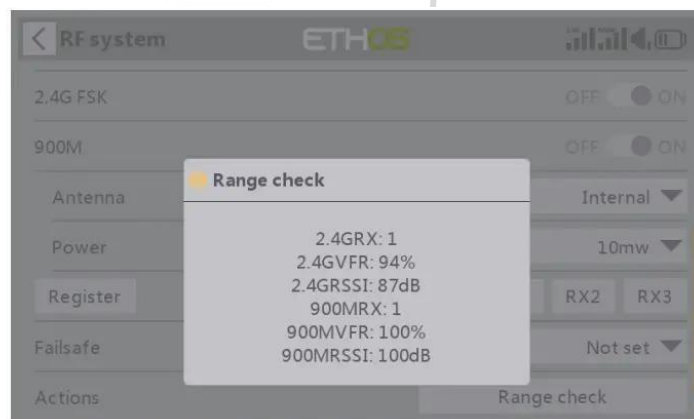 RF system ETHOS
2.4G FSK OFF ON
900M OFF ON
Range check
Antenna Internal
2.4GRX: 1
Power 10mw
2.4GVFR: 94%
2.4GRSSI: 87dB
Register RX2 RX3
900MRX: 1
900MVFR: 100%
Failsafe Not set
900MRSSI: 100dB
Actions Range check